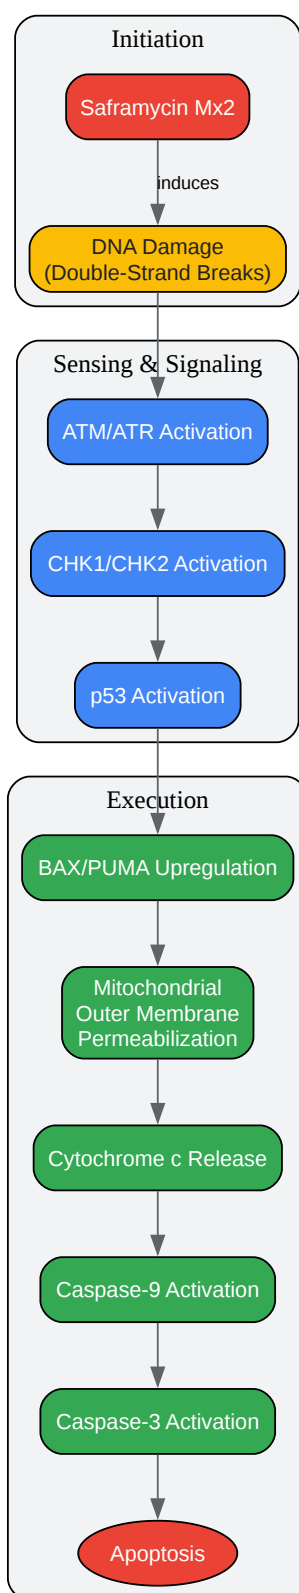 Initiation
Saframycin Mx2
induces
DNA Damage
(Double-Strand Breaks)
Sensing & Signaling
ATM/ATR Activation
CHK1/CHK2 Activation
p53 Activation
Execution
BAX/PUMA Upregulation
Mitochondrial
Outer Membrane
Permeabilization
Cytochrome c Release
Caspase-9 Activation
Caspase-3 Activation
Apoptosis